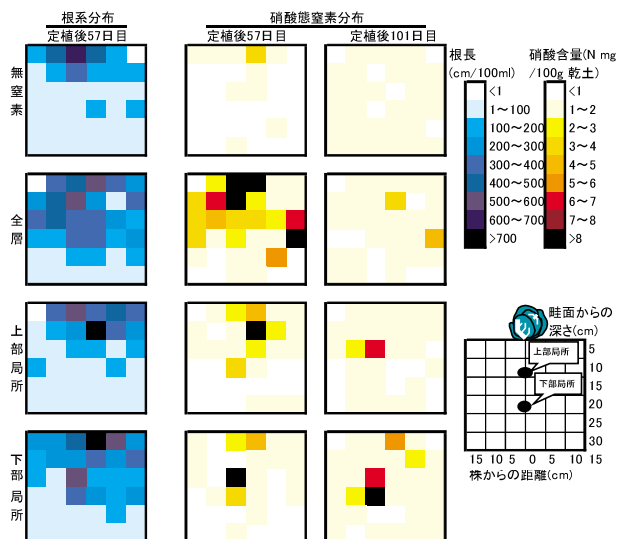 根系分布
硝酸態窒素分布
定植後57日目
定植後57日目
定植後101日目
無窒素
全層
上部局所
下部局所
根長
(cm/100ml)
<1
1～100
100～200
200～300
300～400
400～500
500～600
600～700
>700
硝酸含量(N mg
/100g 乾土)
<1
1～2
2～3
3～4
4～5
5～6
6～7
7～8
>8
畦面からの
深さ(cm)
上部局所
下部局所
5
10
15
20
25
30
15 10 5 0 5 10 15
株からの距離(cm)